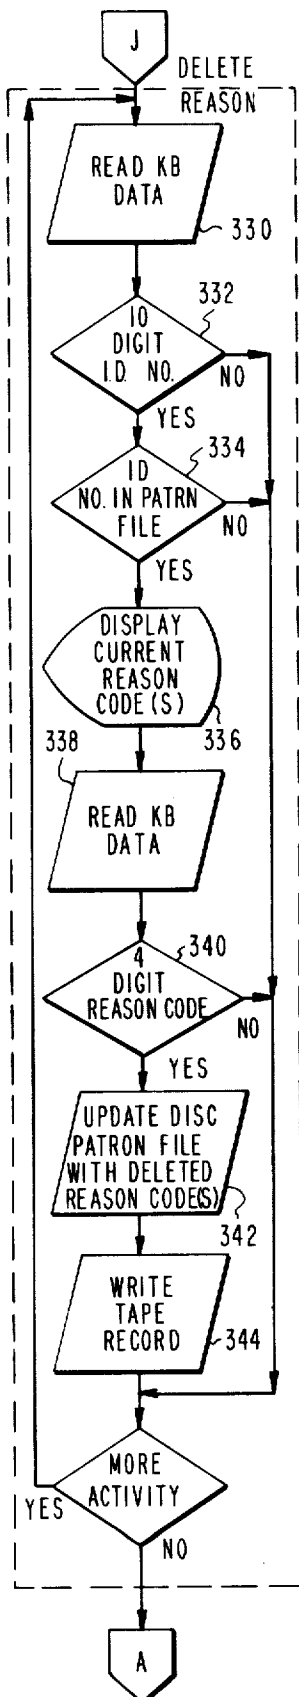 J
DELETE
REASON
READ KB
DATA
330
332
10
DIGIT
I.D. NO.
NO
YES
334
ID
NO. IN PATRN
FILE
NO
YES
DISPLAY
CURRENT
REASON
CODE(S)
336
338
READ KB
DATA
340
4
DIGIT
REASON CODE
NO
YES
UPDATE DISC
PATRON FILE
WITH DELETED
REASON CODE(S)
342
WRITE
TAPE
RECORD
344
MORE
ACTIVITY
YES
NO
A